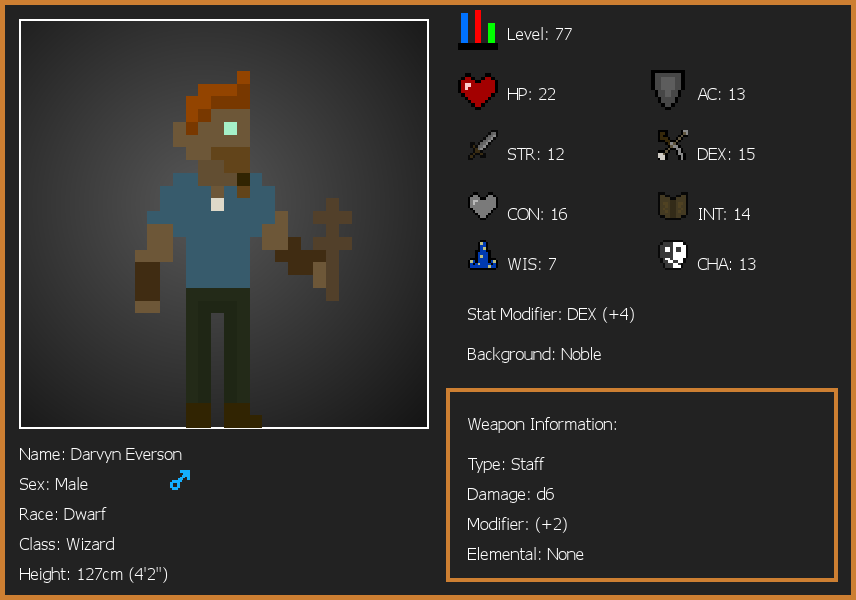 Level: 77
HP: 22
AC: 13
STR: 12
DEX: 15
CON: 16
INT: 14
WIS: 7
CHA: 13
Stat Modifier: DEX (+4)
Background: Noble
Weapon Information:
Type: Staff
Damage: d6
Modifier: (+2)
Elemental: None
Name: Darvyn Everson
Sex: Male
Race: Dwarf
Class: Wizard
Height: 127cm (4'2")